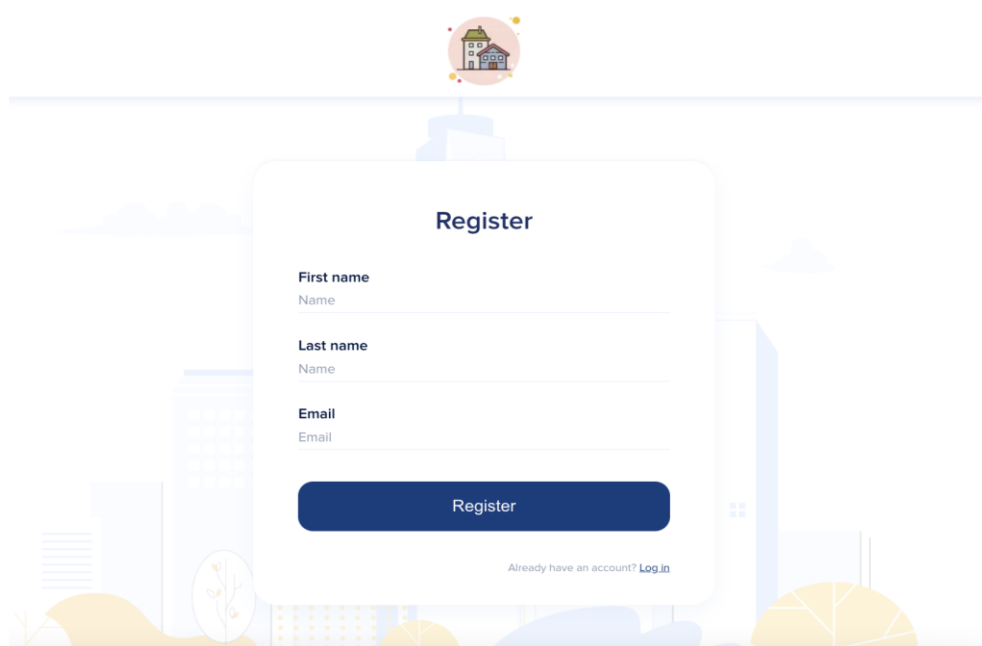 Register
First name
Name
Last name
Name
Email
Email
Register
Already have an account? Log in